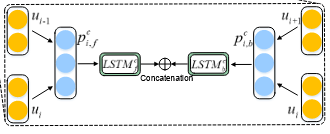 u_{i-1}
p^c_{i,f}
p^c_{i,b}
u_{i+1}
LSTM^c_f
LSTM^c_b
Concatenation
u_i
u_i